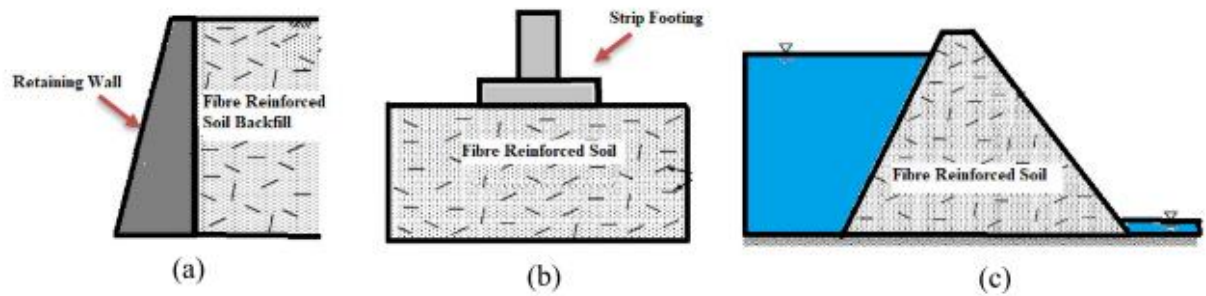 Retaining Wall
Fibre Reinforced
Soil Backfill
(a)
Strip Footing
Fibre Reinforced Soil
(b)
Fibre Reinforced Soil
(c)